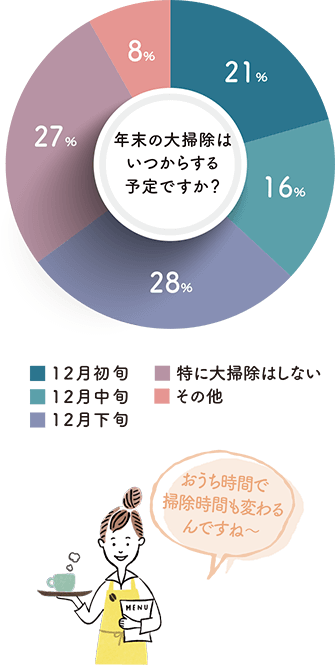 8%
21%
27%
年末の大掃除は
いつからする
予定ですか?
16%
28%
12月初旬
特に大掃除はしない
12月中旬
その他
12月下旬
おうち時間で
掃除時間も変わる
んですね〜
MENU